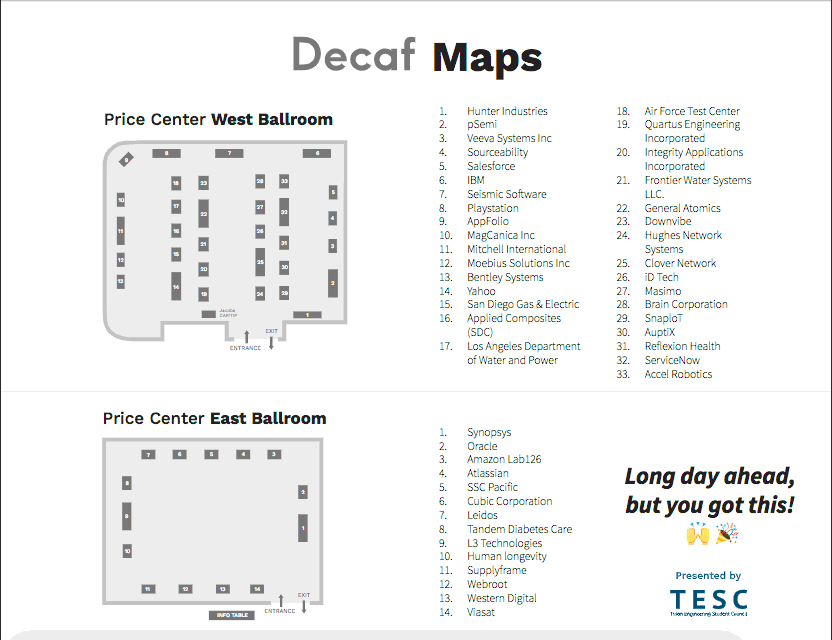 Decaf Maps
Price Center West Ballroom
9
8
7
6
10
11
12
13
18
17
16
15
14
23
22
21
20
19
28
27
26
25
24
33
32
31
30
29
5
4
3
2
Jacobs
1
EXIT
ENTRANCE
1. Hunter Industries
2. pSemi
3. Veeva Systems Inc
4. Sourceability
5. Salesforce
6. IBM
7. Seismic Software
8. Playstation
9. AppFolio
10. MagCanica Inc
11. Mitchell International
12. Moebius Solutions Inc
13. Bentley Systems
14. Yahoo
15. San Diego Gas & Electric
16. Applied Composites
(SDC)
17. Los Angeles Department
of Water and Power
18. Air Force Test Center
19. Quartus Engineering
Incorporated
20. Integrity Applications
Incorporated
21. Frontier Water Systems
LLC.
22. General Atomics
23. Downvibe
24. Hughes Network
Systems
25. Clover Network
26. iD Tech
27. Masimo
28. Brain Corporation
29. SnapIoT
30. AuptiX
31. Reflexion Health
32. ServiceNow
33. Accel Robotics
Price Center East Ballroom
7
6
5
4
3
8
9
10
2
1
11
12
13
14
EXIT
ENTRANCE
INFO TABLE
1. Synopsys
2. Oracle
3. Amazon Lab126
4. Atlassian
5. SSC Pacific
6. Cubic Corporation
7. Leidos
8. Tandem Diabetes Care
9. L3 Technologies
10. Human longevity
11. Supplyframe
12. Webroot
13. Western Digital
14. Viasat
Long day ahead,
but you got this!
Presented by
TESC
Triton Engineering Student Council